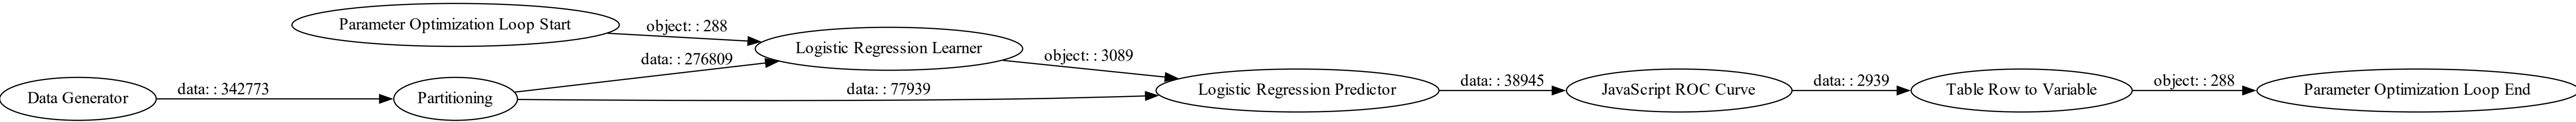 Parameter Optimization Loop Start
object: : 288
Logistic Regression Learner
object: : 3089
data: : 276809
Data Generator
data: : 342773
Partitioning
data: : 77939
Logistic Regression Predictor
data: : 38945
JavaScript ROC Curve
data: : 2939
Table Row to Variable
object: : 288
Parameter Optimization Loop End